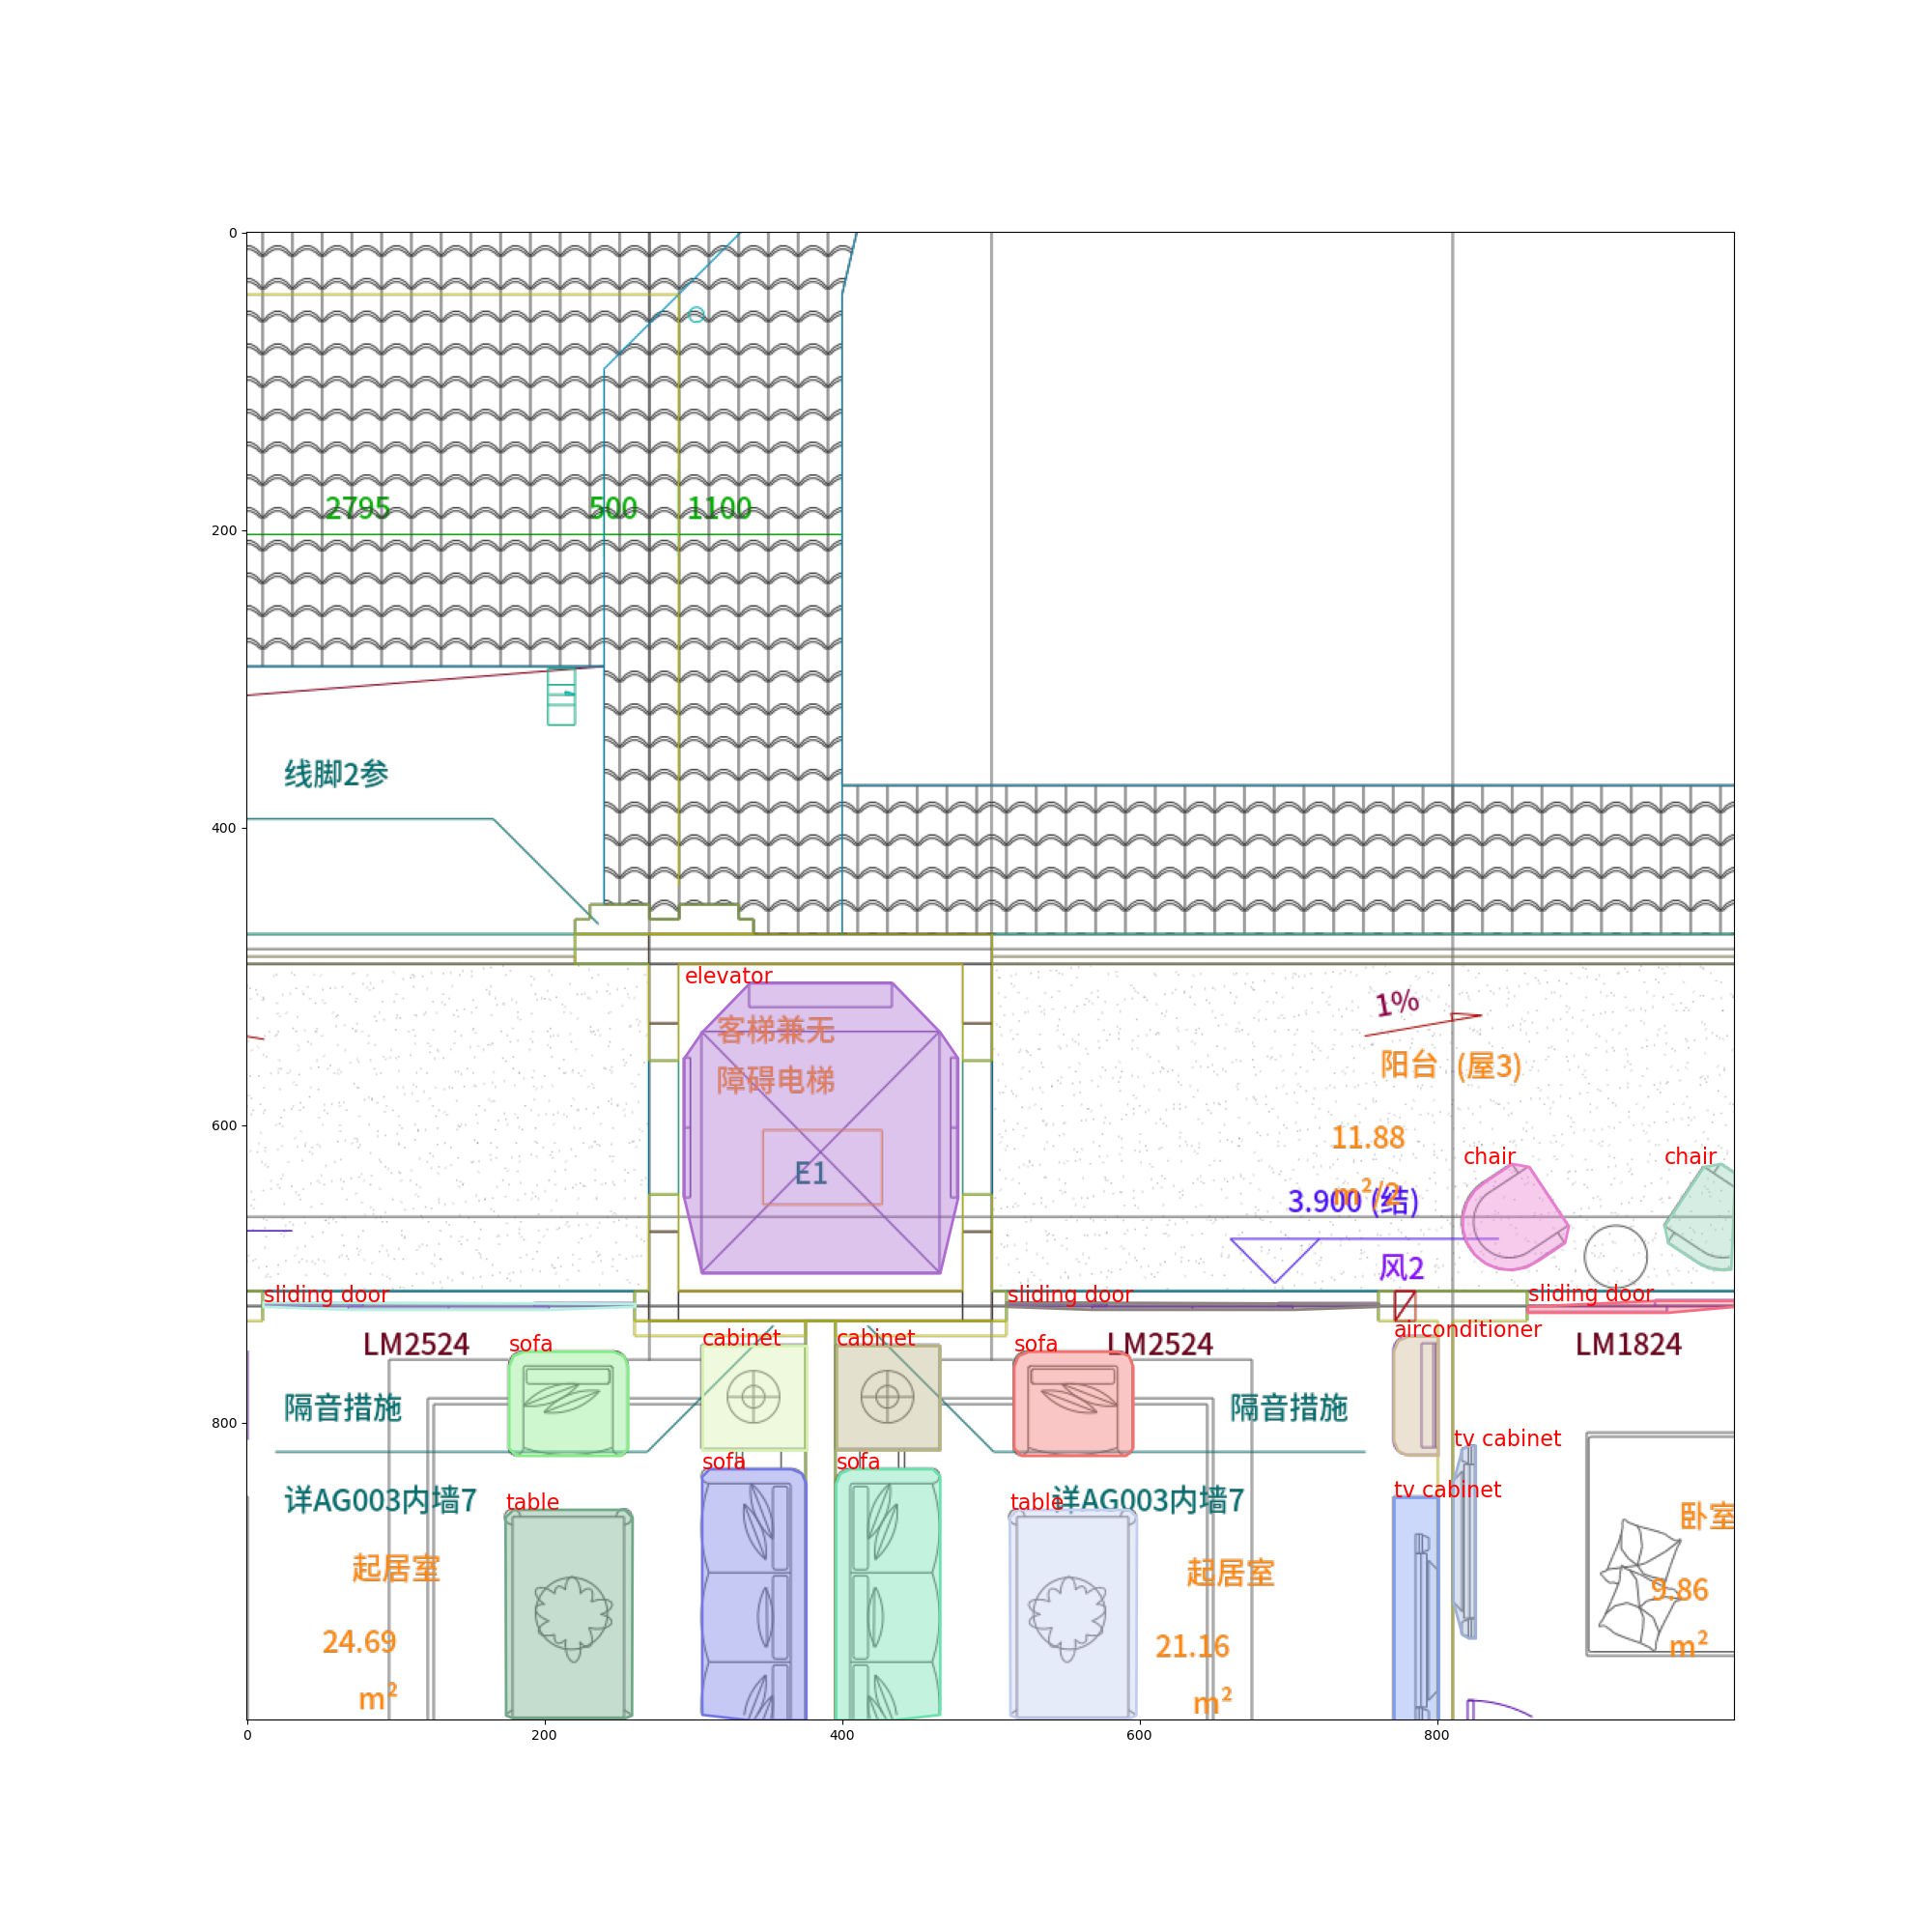 0
2795 500 1100
200
线脚2参
400
elevator
客梯兼无
障碍电梯
E1
1%
阳台 (屋3)
11.88
m²/2
3.900 (结)
风2
600
chair
chair
sliding door
sliding door
sliding door
LM2524
LM2524
LM1824
sofa
cabinet
cabinet
sofa
airconditioner
隔音措施
隔音措施
800
tv cabinet
sofa
sofa
tv cabinet
详AG003内墙7
详AG003内墙7
table
table
起居室
24.69
m²
起居室
21.16
m²
卧室
9.86
m²
0 200 400 600 800